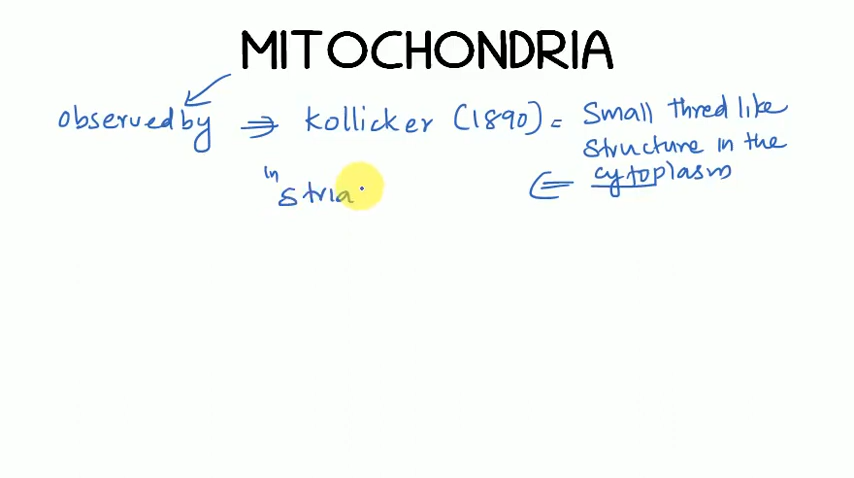 MITOCHONDRIA
observed by ⇒ Kollicker (1890) = Small thred like
structure in the
in stria ⇐ cytoplasm